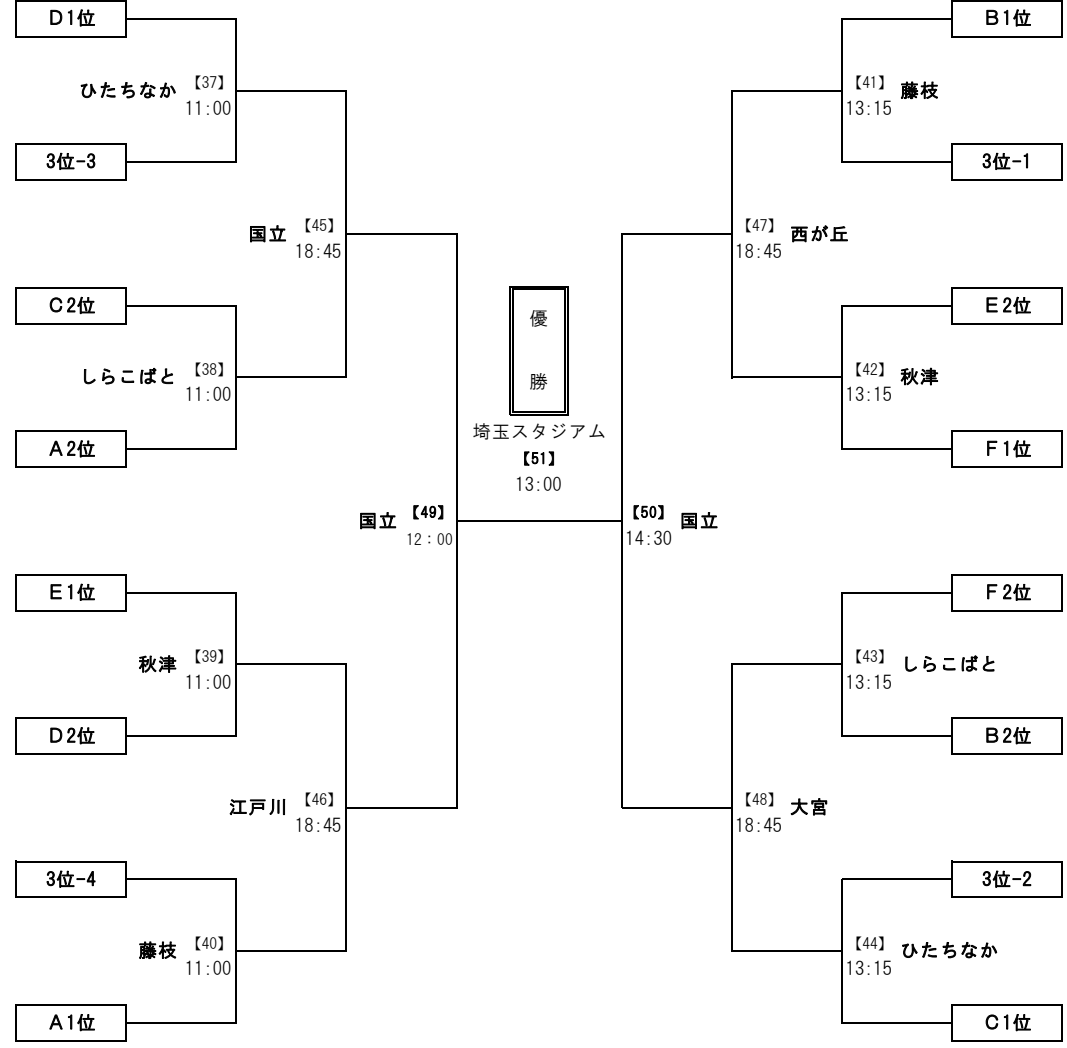 D1位
B1位
ひたちなか 【37】
11:00
【41】 藤枝
13:15
3位-3
3位-1
国立 【45】
18:45
【47】 西が丘
18:45
C2位
E2位
優
勝
しらこばと 【38】
11:00
【42】 秋津
13:15
A2位
F1位
埼玉スタジアム
【51】
13:00
国立 【49】
12：00
【50】 国立
14:30
E1位
F2位
秋津 【39】
11:00
【43】 しらこばと
13:15
D2位
B2位
江戸川 【46】
18:45
【48】 大宮
18:45
3位-4
3位-2
藤枝 【40】
11:00
【44】 ひたちなか
13:15
A1位
C1位